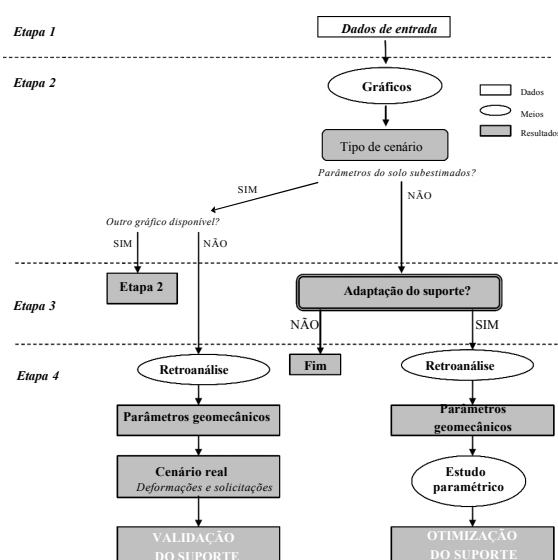 Etapa 1
Dados de entrada
Etapa 2
Gráficos
Dados
Meios
Resultados
Tipo de cenário
Parâmetros do solo subestimados?
SIM
NÃO
Outro gráfico disponível?
SIM
NÃO
Etapa 2
Adaptação do suporte?
Etapa 3
NÃO
SIM
Etapa 4
Retroanálise
Fim
Retroanálise
Parâmetros geomecânicos
Parâmetros
geomecânicos
Cenário real
Deformações e solicitações
Estudo
paramétrico
VALIDAÇÃO
DO SUPORTE
OTIMIZAÇÃO
DO SUPORTE